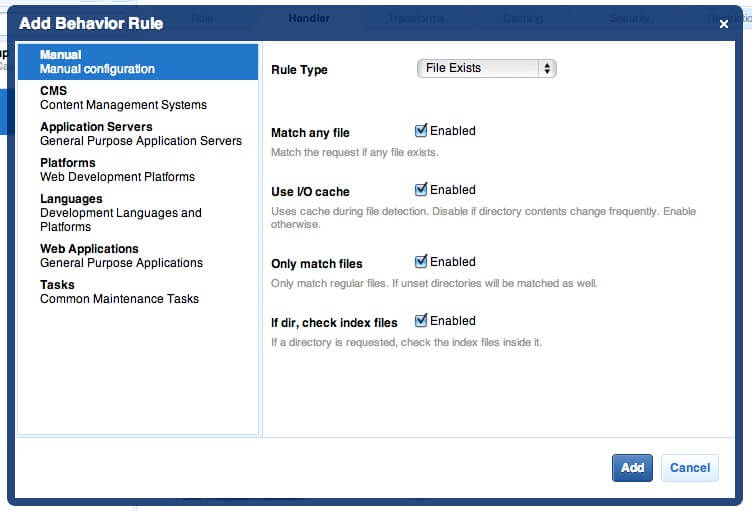 Rule Handler Transforms Caching Security
Add Behavior Rule
Manual
Manual configuration
CMS
Content Management Systems
Application Servers
General Purpose Application Servers
Platforms
Web Development Platforms
Languages
Development Languages and
Platforms
Web Applications
General Purpose Applications
Tasks
Common Maintenance Tasks
Rule Type File Exists
Match any file Enabled
Match the request if any file exists.
Use I/O cache Enabled
Uses cache during file detection. Disable if directory contents change frequently. Enable
otherwise.
Only match files Enabled
Only match regular files. If unset directories will be matched as well.
If dir, check index files Enabled
If a directory is requested, check the index files inside it.
Add Cancel